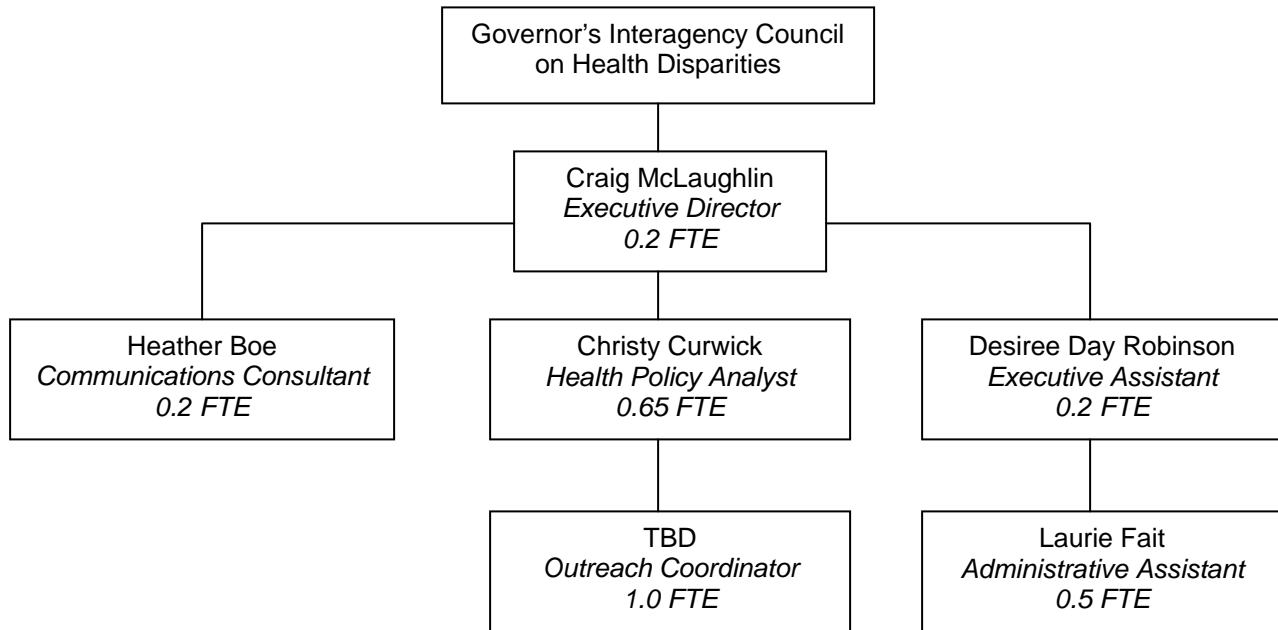 Governor’s Interagency Council
on Health Disparities
Craig McLaughlin
Executive Director
0.2 FTE
Heather Boe
Communications Consultant
0.2 FTE
Christy Curwick
Health Policy Analyst
0.65 FTE
Desiree Day Robinson
Executive Assistant
0.2 FTE
TBD
Outreach Coordinator
1.0 FTE
Laurie Fait
Administrative Assistant
0.5 FTE